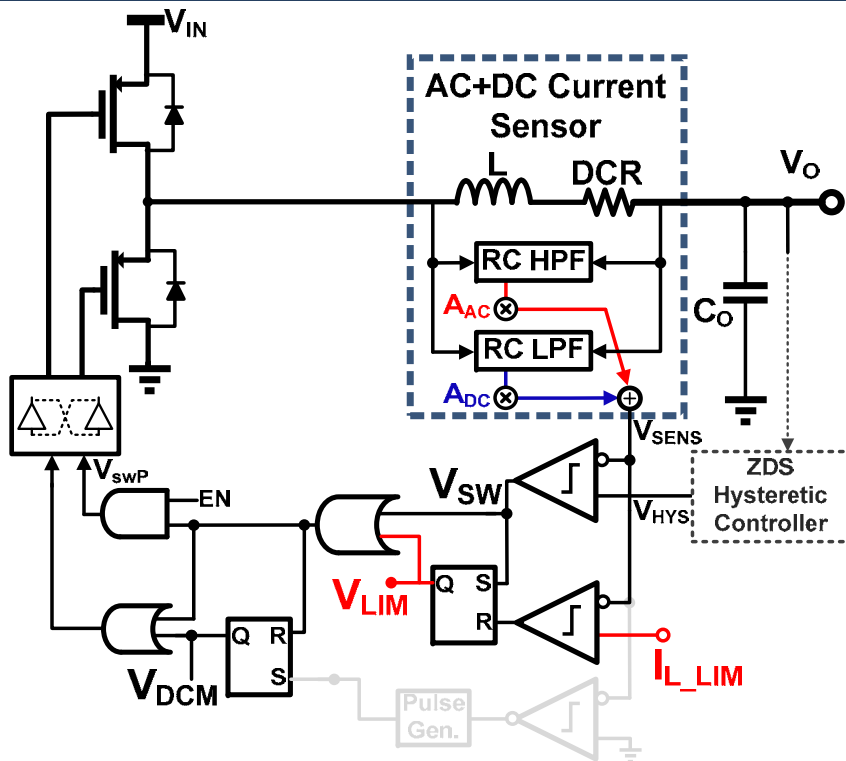 VIN
AC+DC Current
Sensor
L
DCR
VO
RC HPF
AAC
CO
RC LPF
ADC
VSENS
VswP
EN
VSW
VHYS
ZDS
Hysteretic
Controller
Q
S
R
VLIM
IL_LIM
Q
R
S
VDCM
Pulse
Gen.